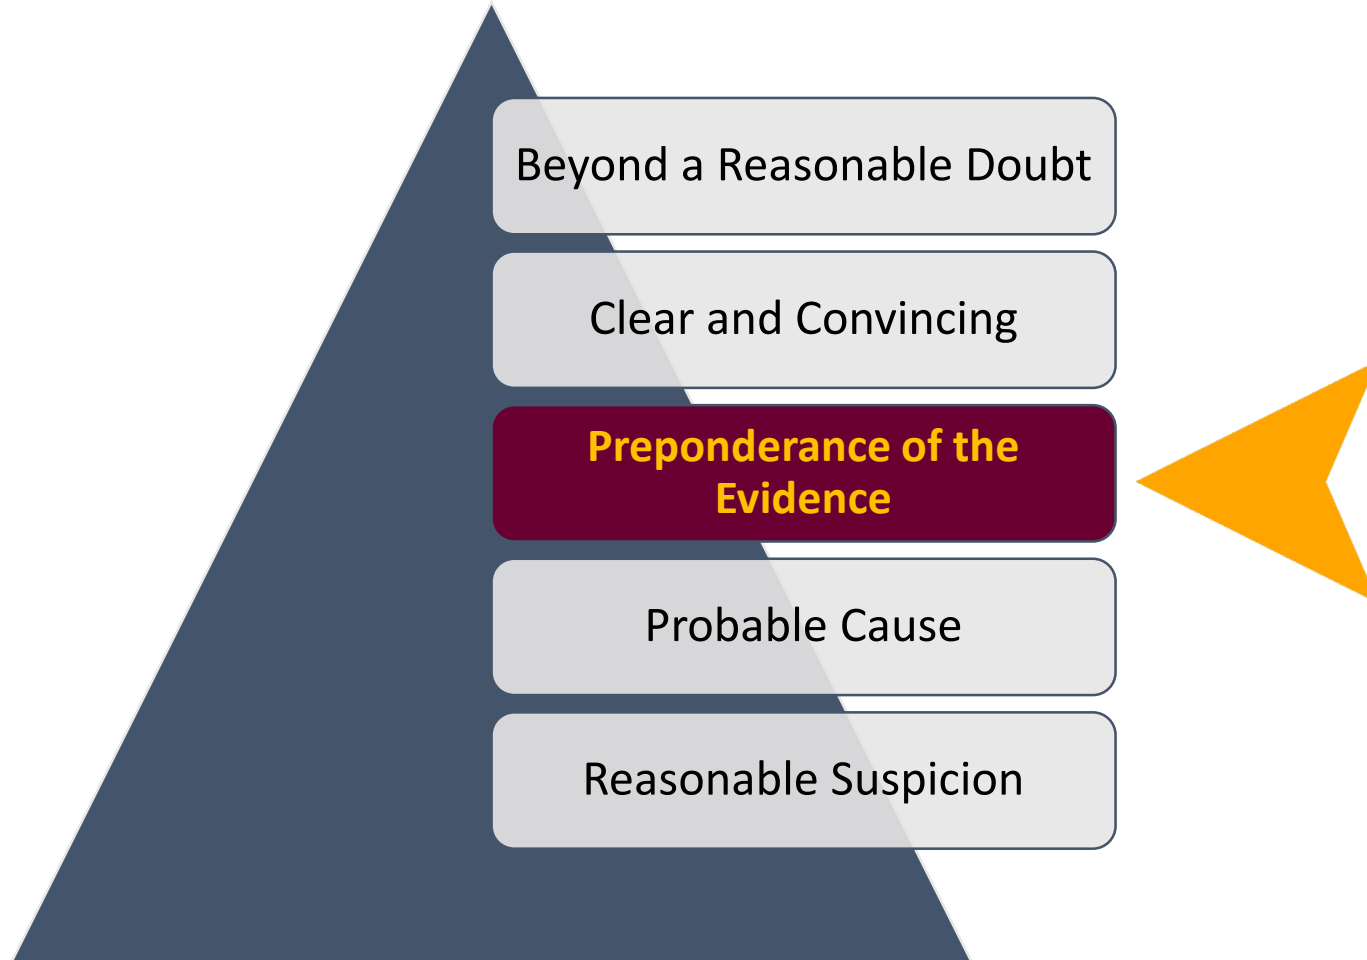 Beyond a Reasonable Doubt
Clear and Convincing
Preponderance of the
Evidence
Probable Cause
Reasonable Suspicion